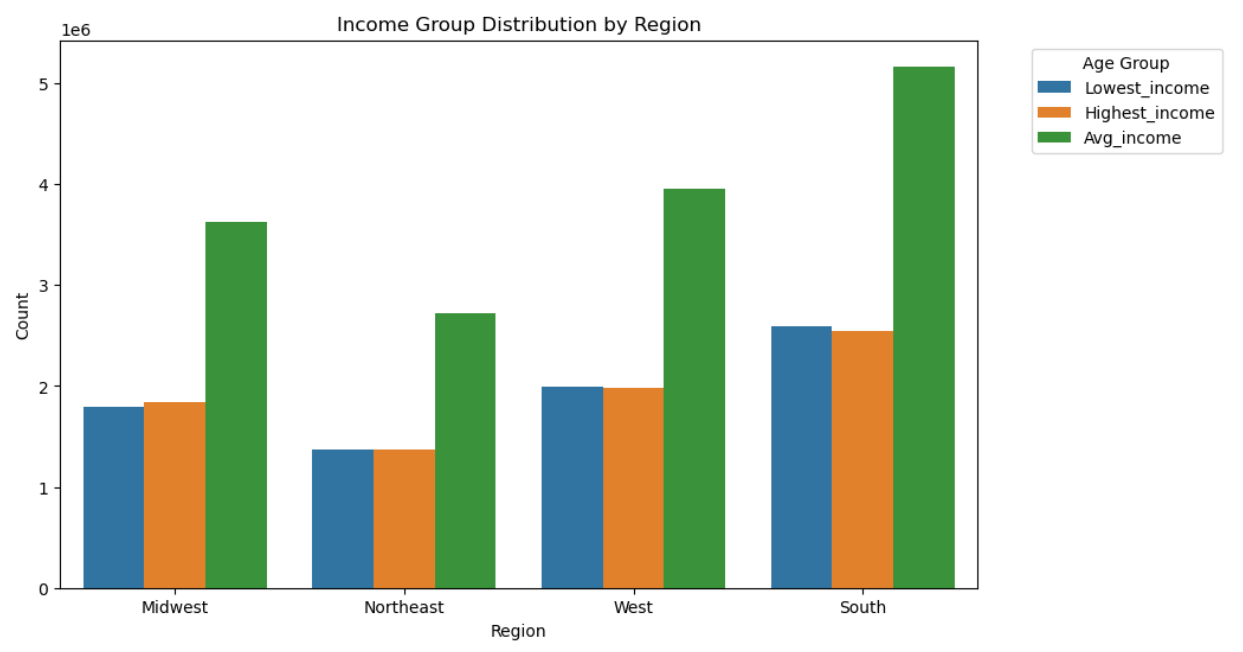 Income Group Distribution by Region
1e6
5
4
3
2
1
0
Count
Midwest Northeast West South
Region
Age Group
Lowest_income
Highest_income
Avg_income